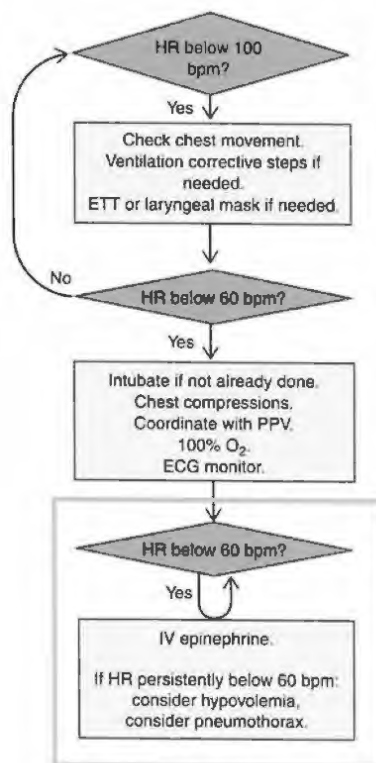 HR below 100
bpm?
Yes
Check chest movement.
Ventilation corrective steps if
needed.
ETT or laryngeal mask if needed.
No
HR below 60 bpm?
Yes
Intubate if not already done.
Chest compressions.
Coordinate with PPV.
100% O₂.
ECG monitor.
HR below 60 bpm?
Yes
IV epinephrine.
If HR persistently below 60 bpm:
consider hypovolemia,
consider pneumothorax.